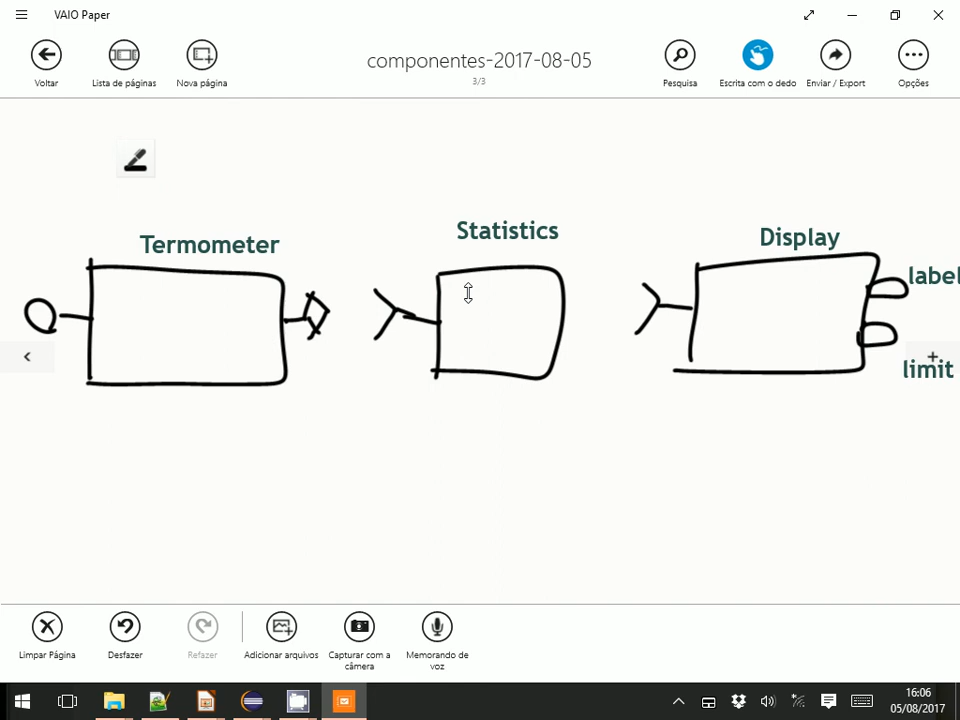 VAIO Paper
Voltar
Lista de páginas
Nova página
componentes-2017-08-05
3/3
Pesquisa
Escrita com o dedo
Enviar / Export
Opções
Termometer
Statistics
Display
label
limit
Limpar Página
Desfazer
Refazer
Adicionar arquivos
Capturar com a
câmera
Memorando de
voz
16:06
05/08/2017